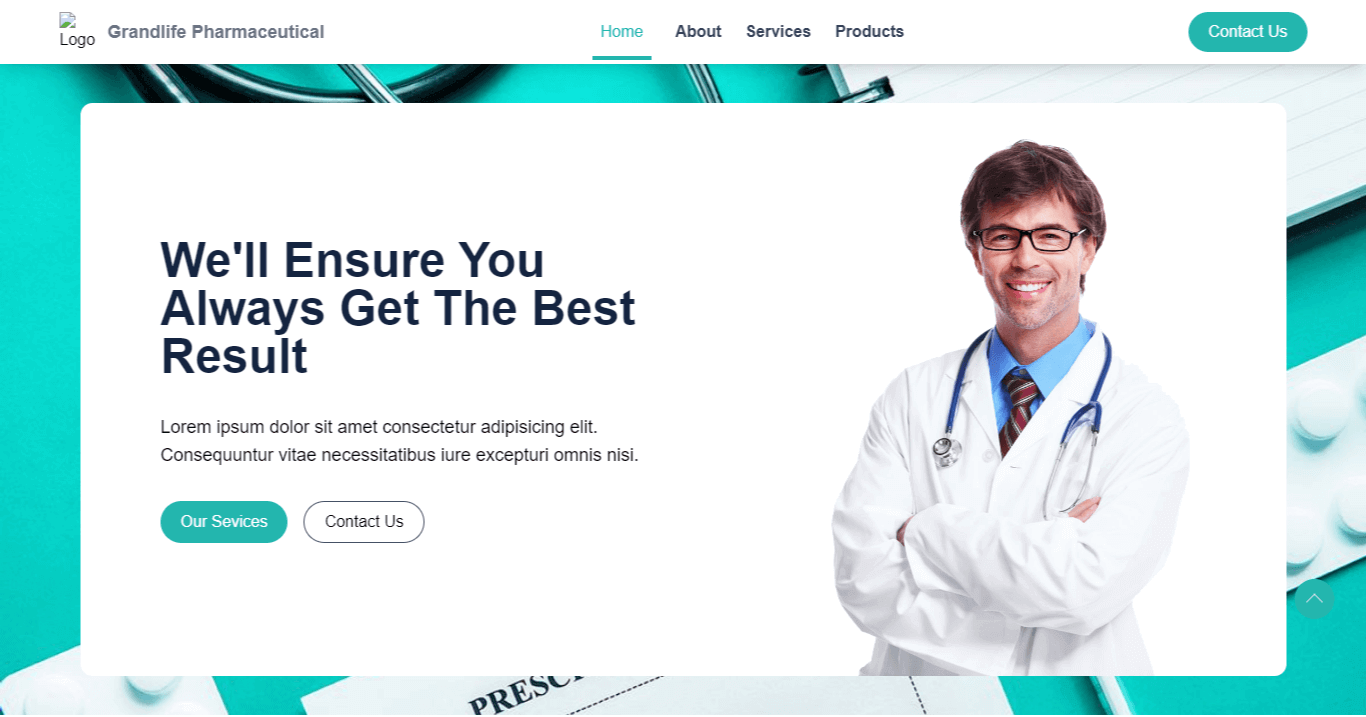 Logo
Grandlife Pharmaceutical
Home
About
Services
Products
Contact Us
We'll Ensure You
Always Get The Best
Result
Lorem ipsum dolor sit amet consectetur adipisicing elit.
Consequuntur vitae necessitatibus iure excepturi omnis nisi.
Our Sevices
Contact Us